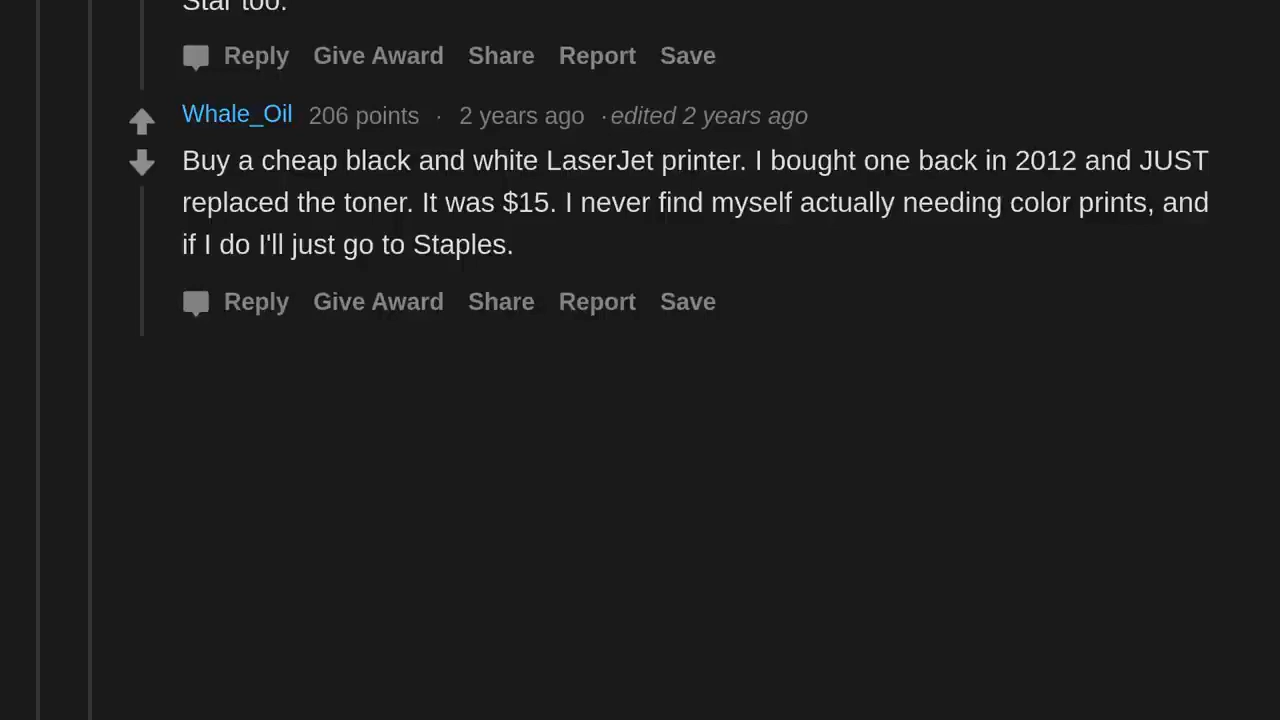 Star too.
Reply Give Award Share Report Save
Whale_Oil 206 points · 2 years ago · edited 2 years ago
Buy a cheap black and white LaserJet printer. I bought one back in 2012 and JUST
replaced the toner. It was $15. I never find myself actually needing color prints, and
if I do I'll just go to Staples.
Reply Give Award Share Report Save